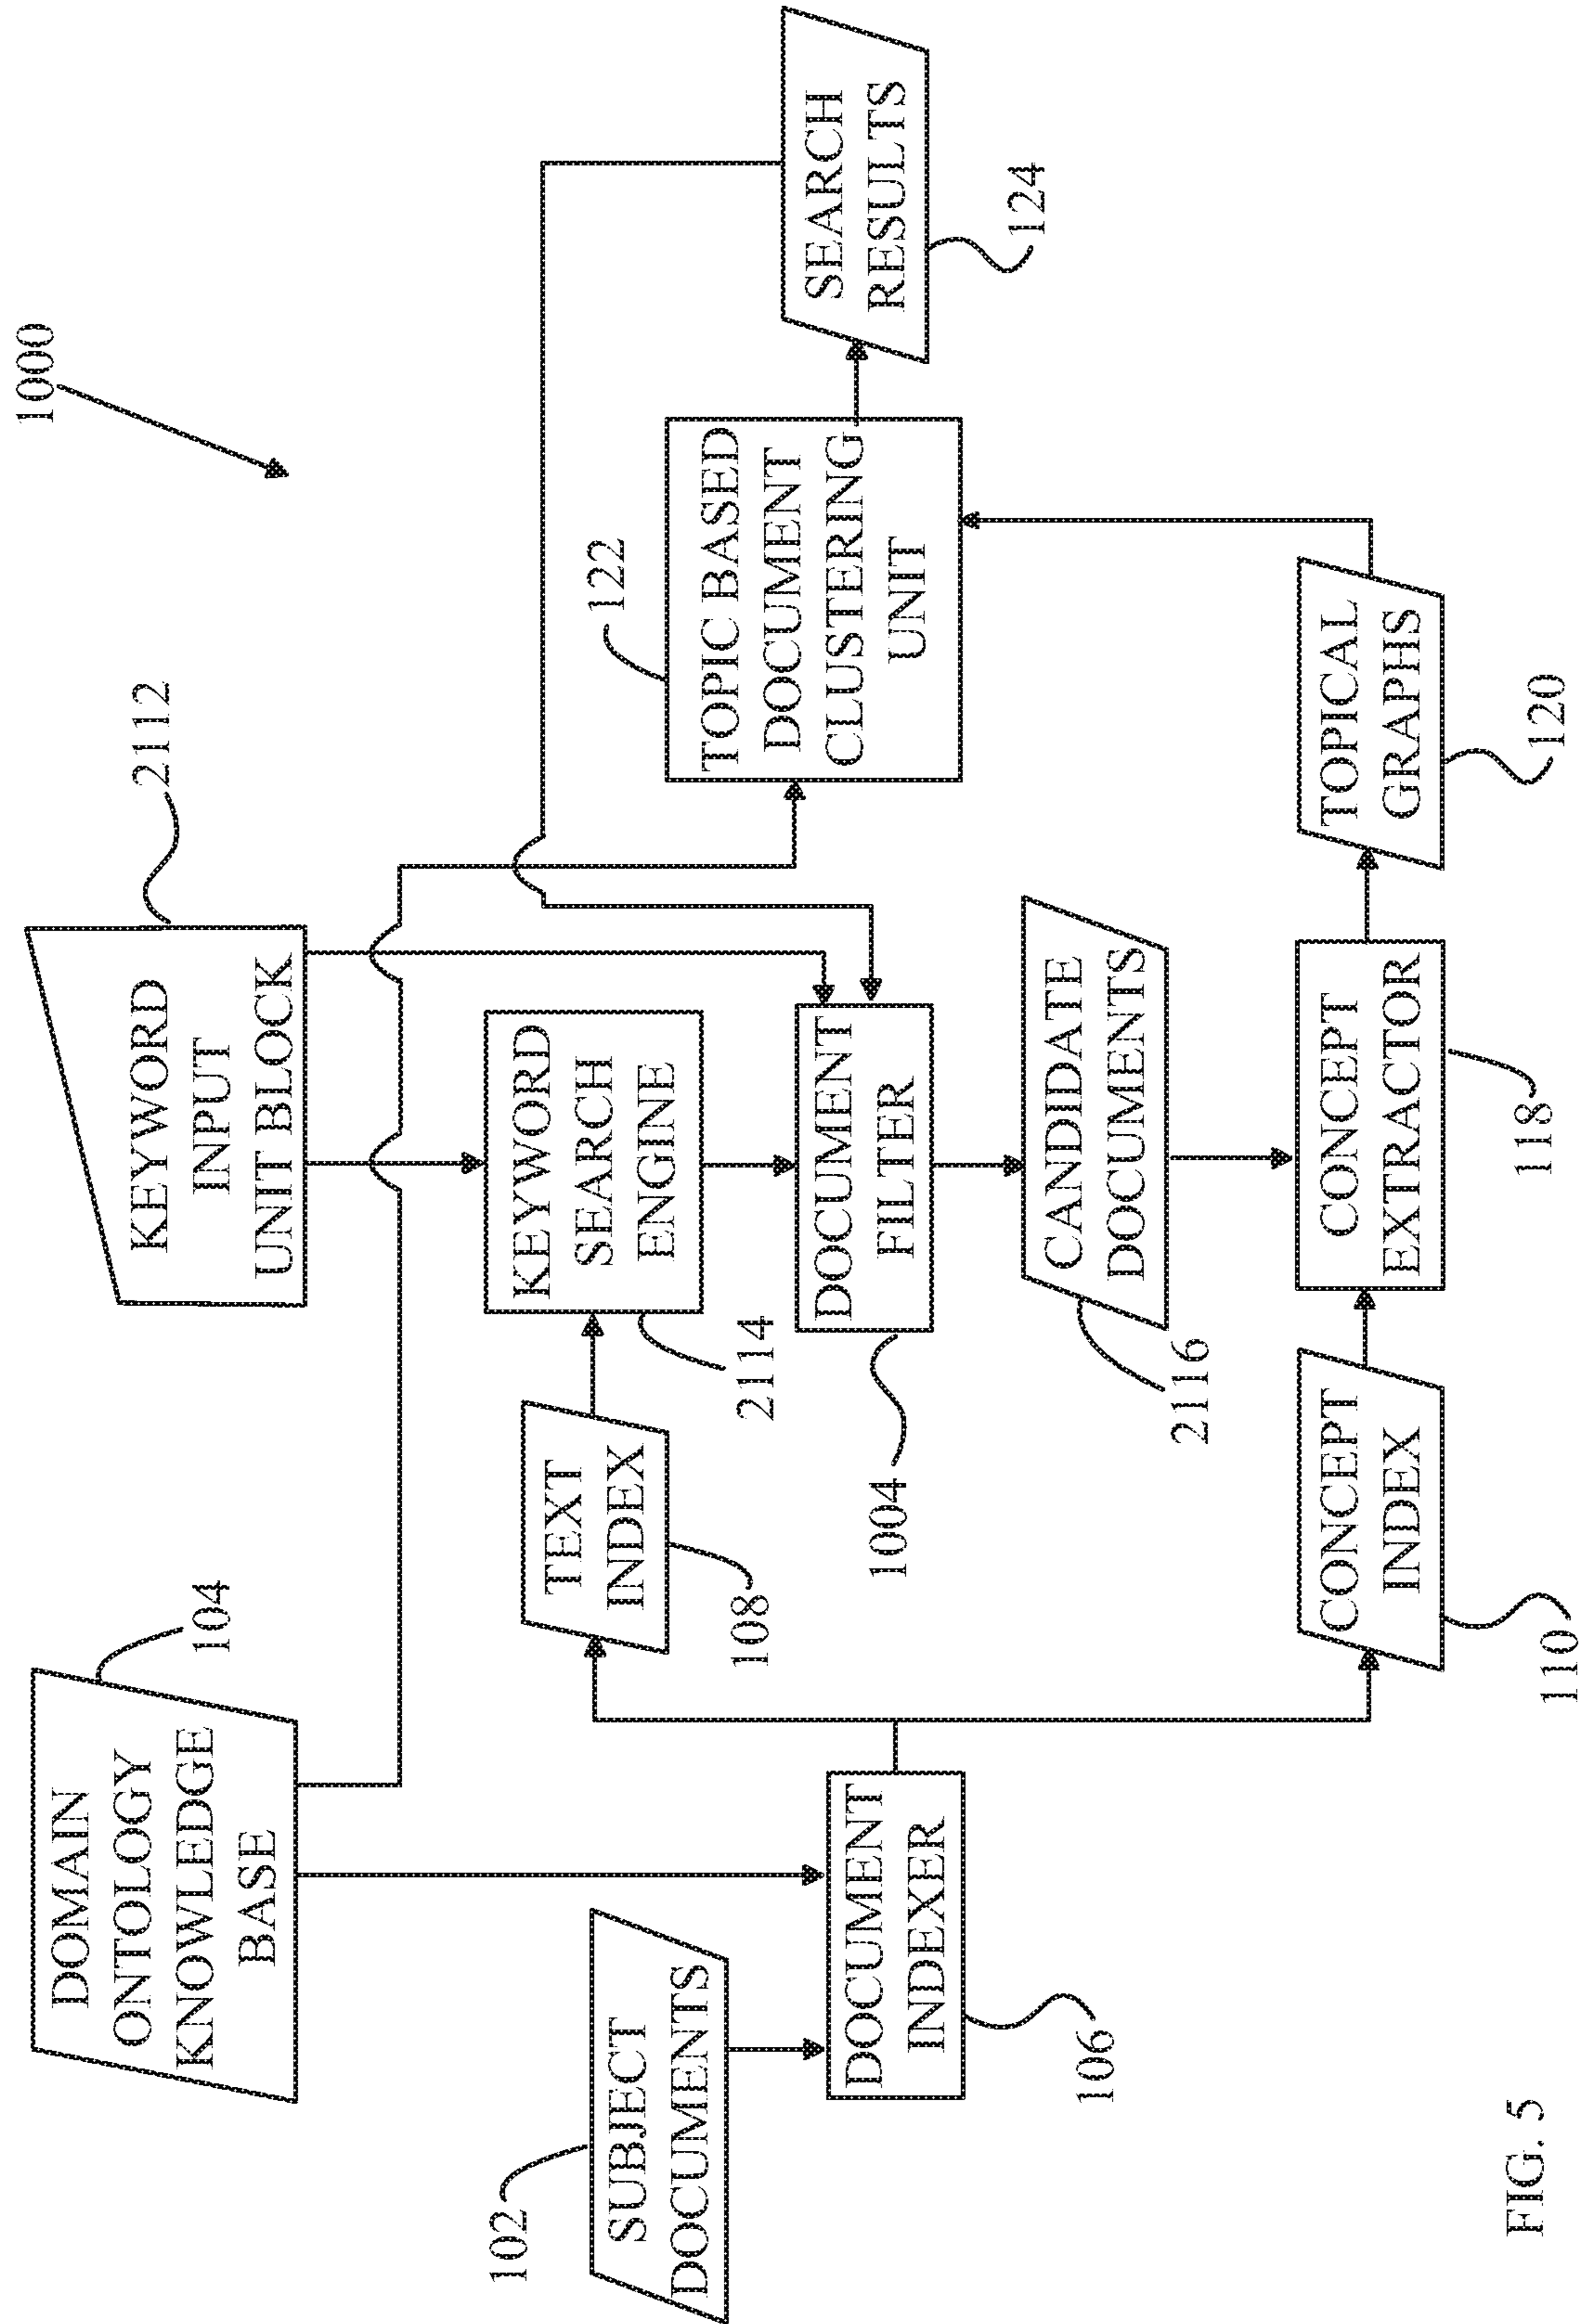 1000
DOMAIN
ONTOLOGY
KNOWLEDGE
BASE
104
KEYWORD
INPUT
UNIT BLOCK
2112
102
SUBJECT
DOCUMENTS
TEXT
INDEX
108
KEYWORD
SEARCH
ENGINE
2114
122
TOPIC BASED
DOCUMENT
CLUSTERING
UNIT
SEARCH
RESULTS
124
DOCUMENT
INDEXER
106
DOCUMENT
FILTER
1004
CANDIDATE
DOCUMENTS
2116
CONCEPT
INDEX
110
CONCEPT
EXTRACTOR
118
TOPICAL
GRAPHS
120
FIG. 5